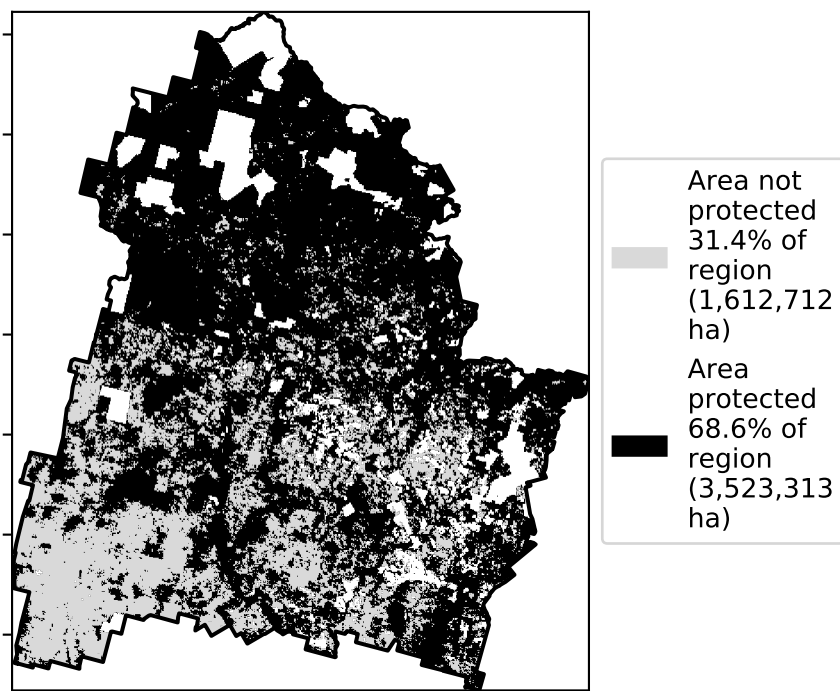 Area not
protected
31.4% of
region
(1,612,712
ha)
Area
protected
68.6% of
region
(3,523,313
ha)